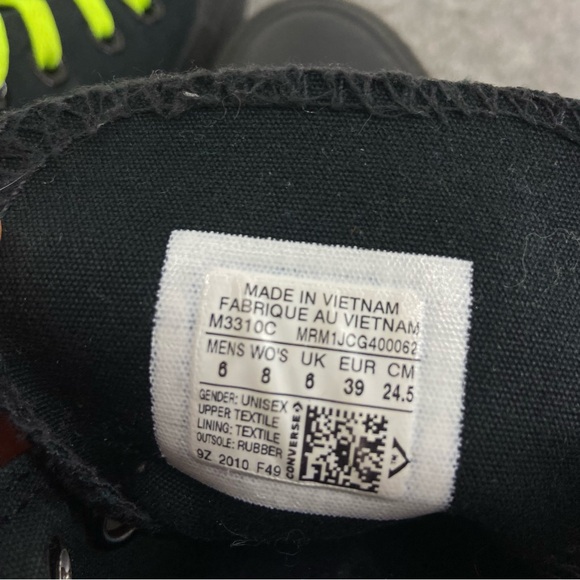 MADE IN VIETNAM
FABRIQUE AU VIETNAM
M3310C MRM1JCG400062
MENS WO'S UK EUR CM
6 8 6 39 24.5
GENDER: UNISEX
UPPER TEXTILE
LINING: TEXTILE
OUTSOLE: RUBBER
9Z 2010 F49
CONVERSE